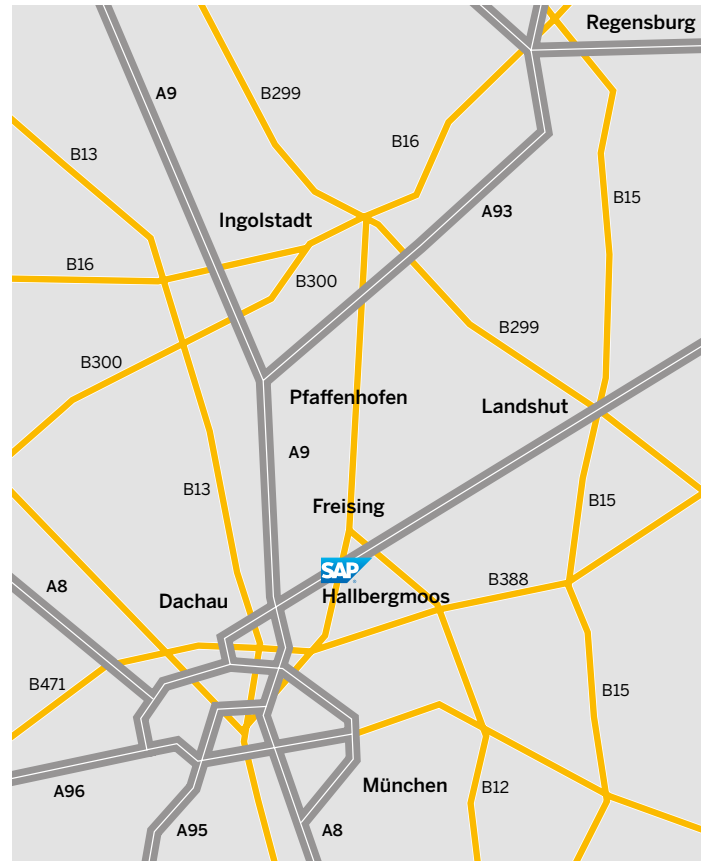 Regensburg
A9
B299
B16
B13
B15
A93
Ingolstadt
B16
B300
B299
B300
Pfaffenhofen
Landshut
A9
B13
B15
Freising
SAP
A8
Dachau
Hallbergmoos
B388
B471
B15
München
B12
A96
A95
A8